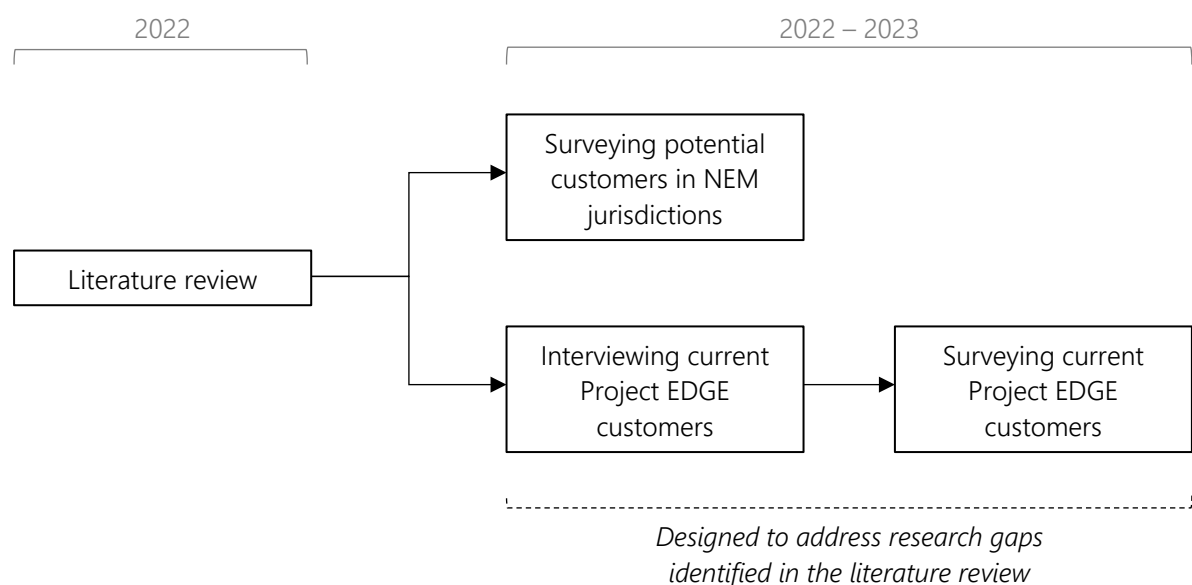 2022
2022 – 2023
Surveying potential
customers in NEM
jurisdictions
Literature review
Interviewing current
Project EDGE
customers
Surveying current
Project EDGE
customers
Designed to address research gaps
identified in the literature review